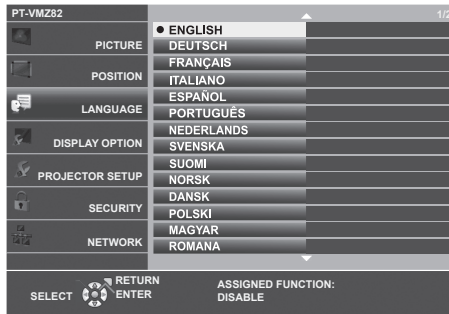 PT-VMZ82
1/2
PICTURE
POSITION
LANGUAGE
DISPLAY OPTION
PROJECTOR SETUP
SECURITY
NETWORK
ENGLISH
DEUTSCH
FRANÇAIS
ITALIANO
ESPAÑOL
PORTUGUÊS
NEDERLANDS
SVENSKA
SUOMI
NORSK
DANSK
POLSKI
MAGYAR
ROMANA
SELECT
RETURN
ENTER
ASSIGNED FUNCTION:
DISABLE